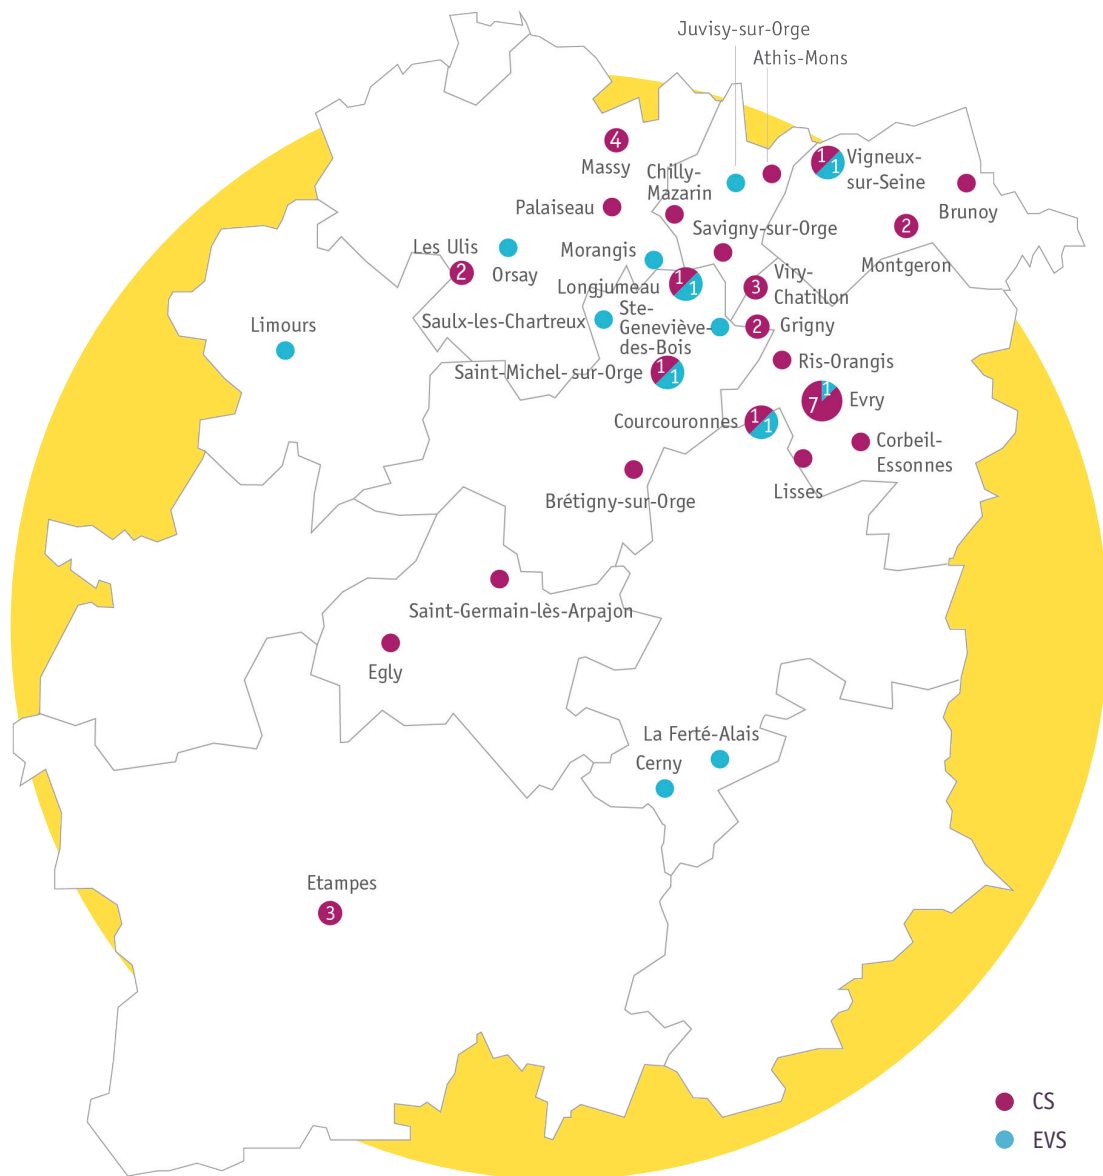 Juvisy-sur-Orge
Athis-Mons
4
Massy
Chilly-
Mazarin
1
1
Vigneux-
sur-Seine
Brunoy
Palaiseau
Savigny-sur-Orge
2
Montgeron
Les Ulis
2
Orsay
Morangis
Longjumeau
1
1
3
Viry-
Chatillon
Saulx-les-Chartreux
Ste-
Geneviève-
des-Bois
2
Grigny
Limours
Saint-Michel- sur-Orge
1
1
Ris-Orangis
1
7
Evry
Courcouronnes
1
1
Corbeil-
Essonnes
Lisses
Brétigny-sur-Orge
Saint-Germain-lès-Arpajon
Egly
La Ferté-Alais
Cerny
Etampes
3
CS
EVS